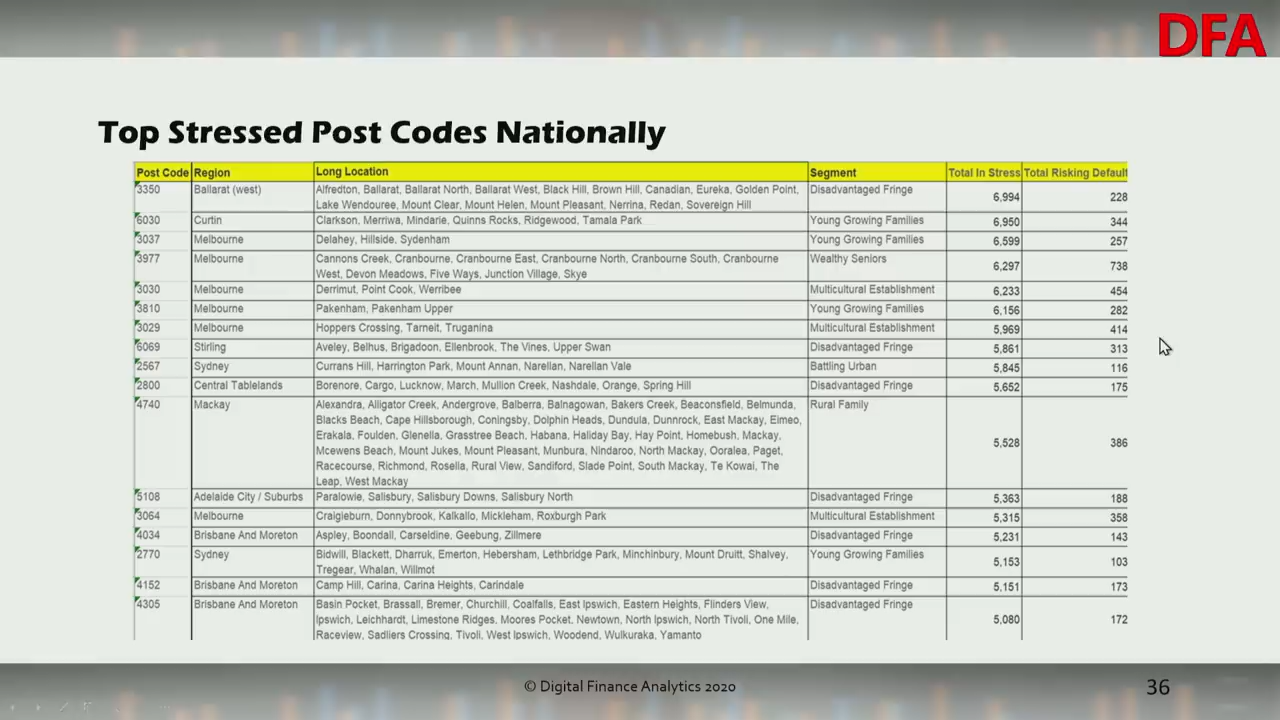 DFA
Top Stressed Post Codes Nationally
Post Code Region Long Location Segment Total In Stress Total Risking Default
3350 Ballarat (west) Alfredton, Ballarat, Ballarat North, Ballarat West, Black Hill, Brown Hill, Canadian, Eureka, Golden Point, Disadvantaged Fringe
Lake Wendouree, Mount Clear, Mount Helen, Mount Pleasant, Nerrina, Redan, Sovereign Hill 6,994 228
6030 Curtin Clarkson, Merriwa, Mindarie, Quinns Rocks, Ridgewood, Tamala Park Young Growing Families 6,950 344
3037 Melbourne Delahey, Hillside, Sydenham Young Growing Families 6,599 257
3977 Melbourne Cannons Creek, Cranbourne, Cranbourne East, Cranbourne North, Cranbourne South, Cranbourne Wealthy Seniors
West, Devon Meadows, Five Ways, Junction Village, Skye 6,297 738
3030 Melbourne Derrimut, Point Cook, Werribee Multicultural Establishment 6,233 454
3810 Melbourne Pakenham, Pakenham Upper Young Growing Families 6,156 282
3029 Melbourne Hoppers Crossing, Tarneit, Truganina Multicultural Establishment 5,969 414
6069 Stirling Aveley, Belhus, Brigadoon, Ellenbrook, The Vines, Upper Swan Disadvantaged Fringe 5,861 313
2567 Sydney Currans Hill, Harrington Park, Mount Annan, Narellan, Narellan Vale Battling Urban 5,845 116
2800 Central Tablelands Borenore, Cargo, Lucknow, March, Mullion Creek, Nashdale, Orange, Spring Hill Disadvantaged Fringe 5,652 175
4740 Mackay Alexandra, Alligator Creek, Andergrove, Balberra, Balnagowan, Bakers Creek, Beaconsfield, Belmunda, Rural Family
Blacks Beach, Cape Hillsborough, Coningsby, Dolphin Heads, Dundula, Dunnrock, East Mackay, Eimeo,
Erakala, Foulden, Glenella, Grasstree Beach, Habana, Haliday Bay, Hay Point, Homebush, Mackay,
Mcewens Beach, Mount Jukes, Mount Pleasant, Munbura, Nindaroo, North Mackay, Ooralea, Paget, 5,528 386
Racecourse, Richmond, Rosella, Rural View, Sandiford, Slade Point, South Mackay, Te Kowai, The
Leap, West Mackay
5108 Adelaide City / Suburbs Paralowie, Salisbury, Salisbury Downs, Salisbury North Disadvantaged Fringe 5,363 188
3064 Melbourne Craigieburn, Donnybrook, Kalkallo, Mickleham, Roxburgh Park Multicultural Establishment 5,315 358
4034 Brisbane And Moreton Aspley, Boondall, Carseldine, Geebung, Zillmere Disadvantaged Fringe 5,231 143
2770 Sydney Bidwill, Blackett, Dharruk, Emerton, Hebersham, Lethbridge Park, Minchinbury, Mount Druitt, Shalvey, Young Growing Families
Tregear, Whalan, Willmot 5,153 103
4152 Brisbane And Moreton Camp Hill, Carina, Carina Heights, Carindale Disadvantaged Fringe 5,151 173
4305 Brisbane And Moreton Basin Pocket, Brassall, Bremer, Churchill, Coalfalls, East Ipswich, Eastern Heights, Flinders View, Disadvantaged Fringe
Ipswich, Leichhardt, Limestone Ridges, Moores Pocket, Newtown, North Ipswich, North Tivoli, One Mile, 5,080 172
Raceview, Sadliers Crossing, Tivoli, West Ipswich, Woodend, Wulkuraka, Yamanto
© Digital Finance Analytics 2020
36